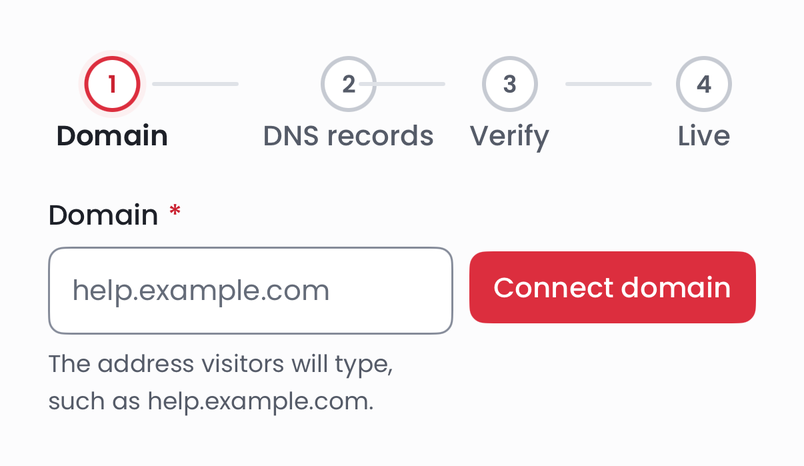 1 2 3 4
Domain DNS records Verify Live
Domain *
help.example.com
Connect domain
The address visitors will type,
such as help.example.com.